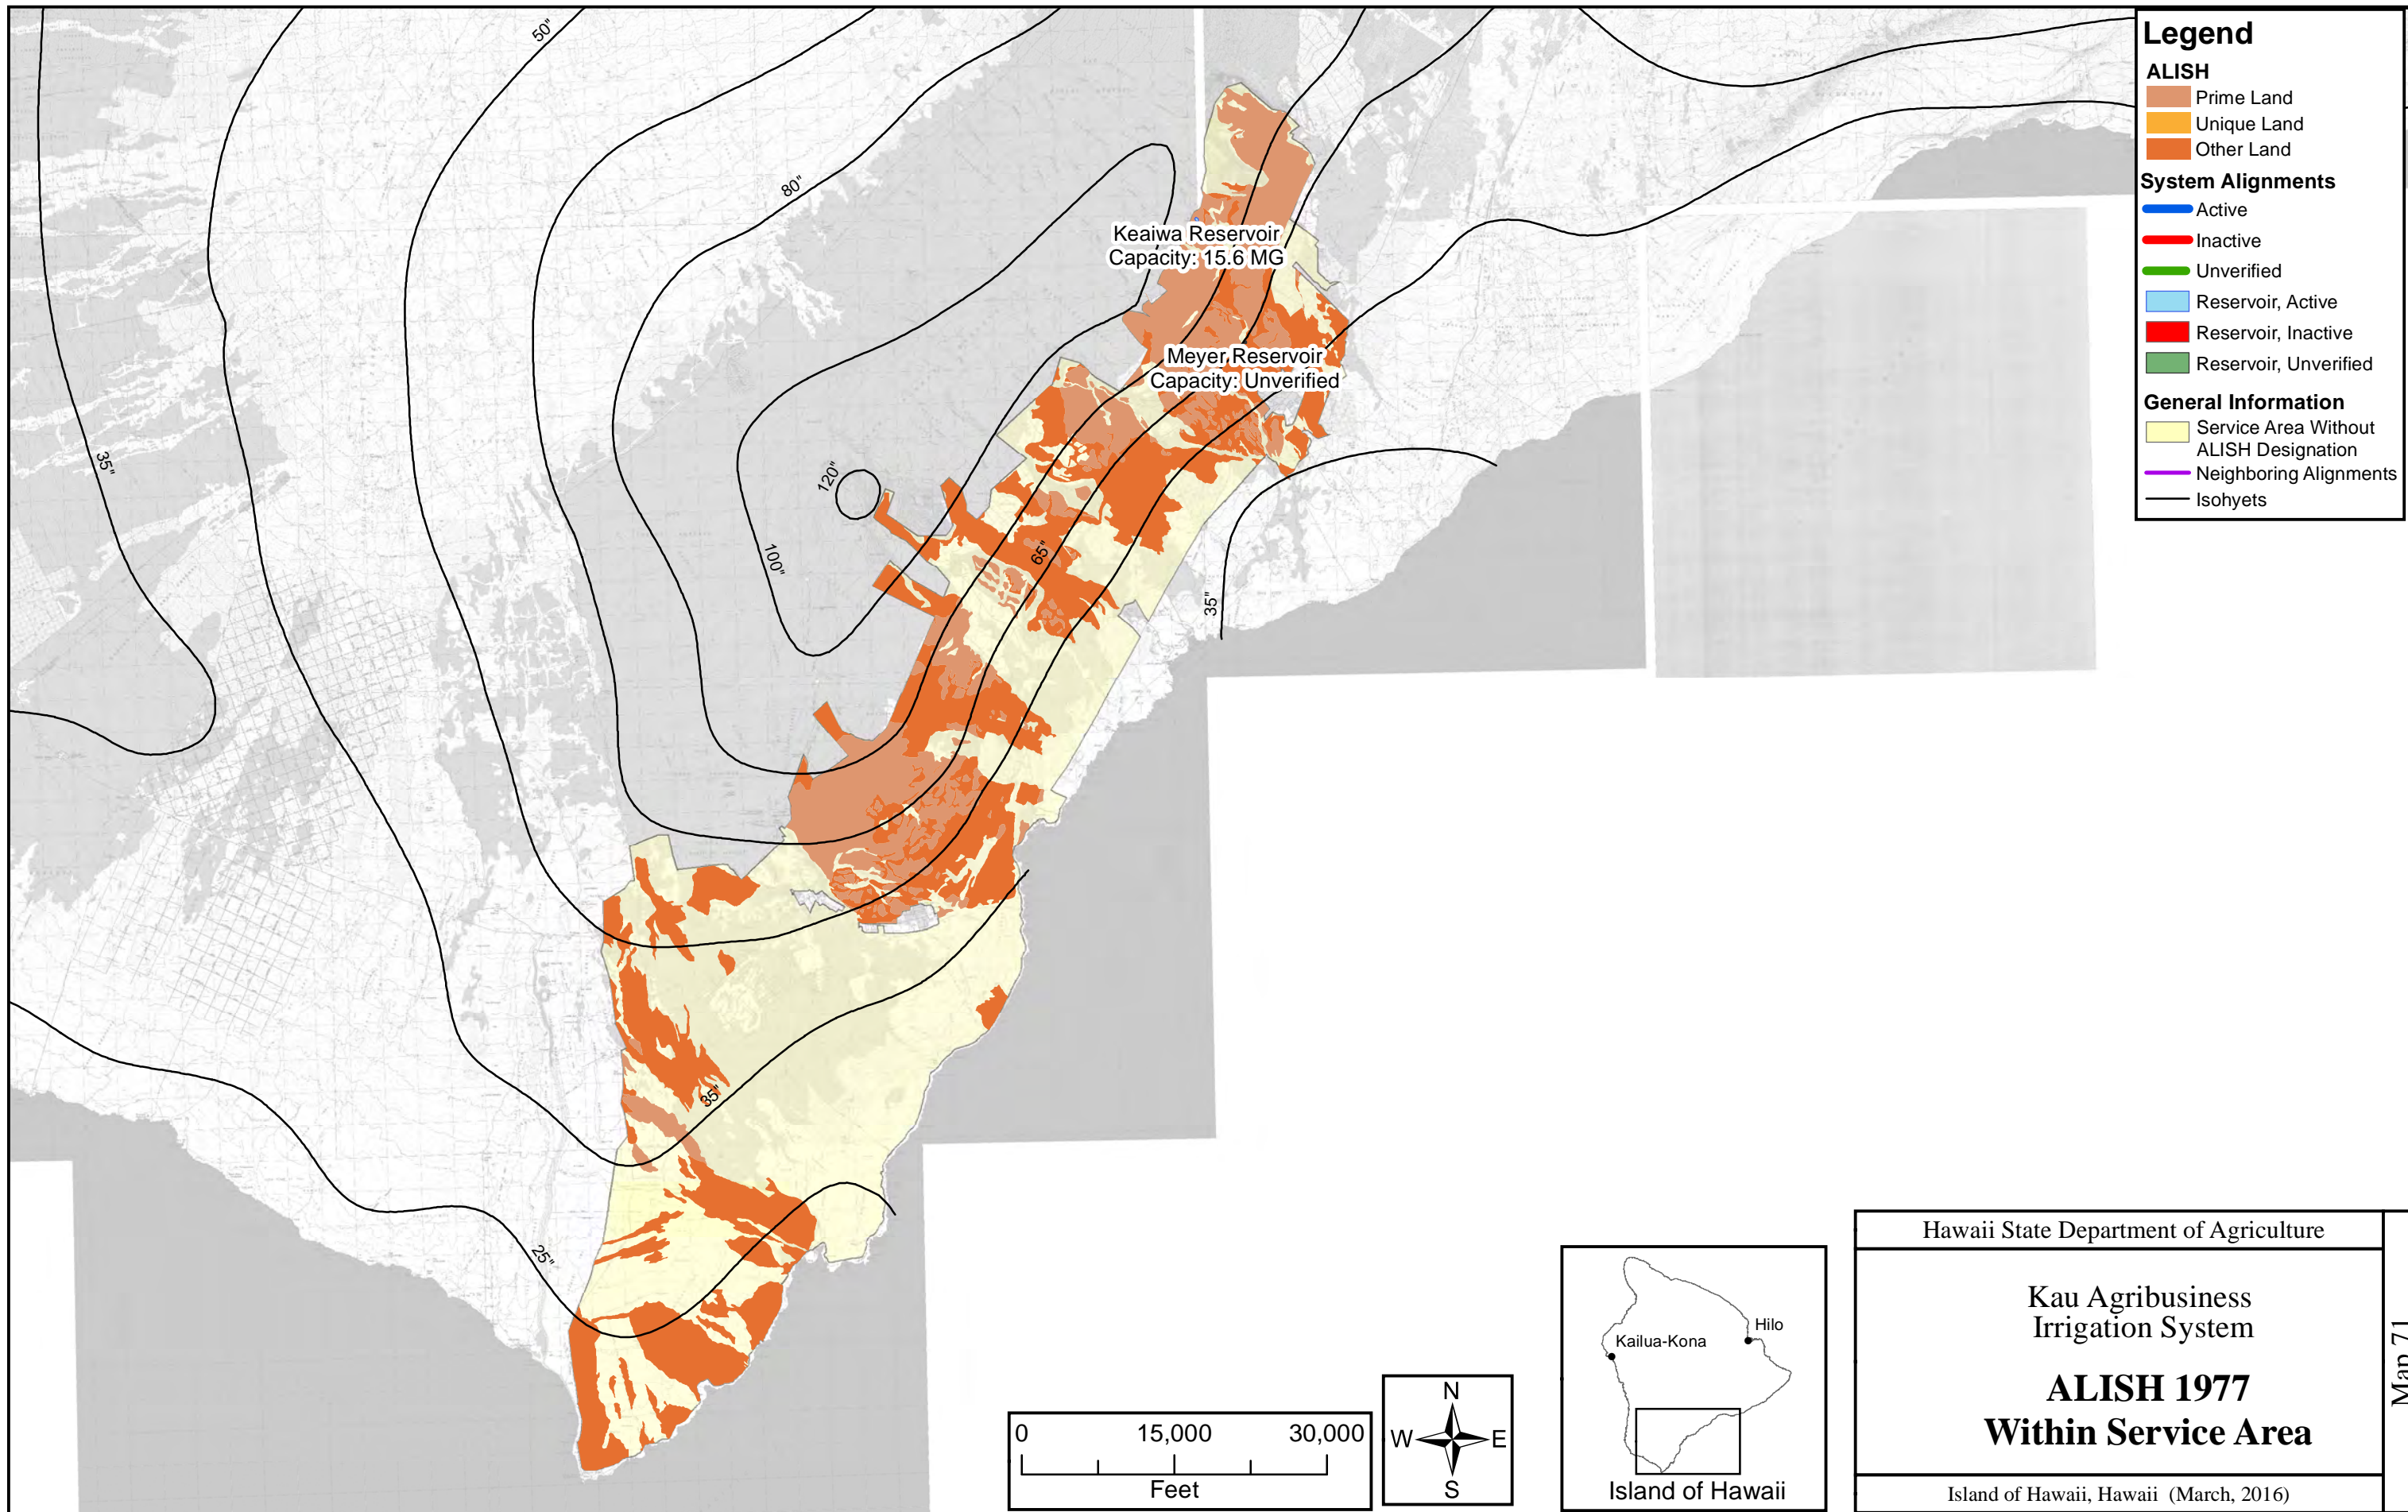 50"
80"
35"
120"
100"
65"
35"
35"
25"
Keaiwa Reservoir
Capacity: 15.6 MG
Meyer Reservoir
Capacity: Unverified
Legend
ALISH
Prime Land
Unique Land
Other Land
System Alignments
Active
Inactive
Unverified
Reservoir, Active
Reservoir, Inactive
Reservoir, Unverified
General Information
Service Area Without
ALISH Designation
Neighboring Alignments
Isohyets
0 15,000 30,000
Feet
N
W E
S
Hilo
Kailua-Kona
Island of Hawaii
Hawaii State Department of Agriculture
Kau Agribusiness
Irrigation System
ALISH 1977
Within Service Area
Island of Hawaii, Hawaii (March, 2016)
Map 71